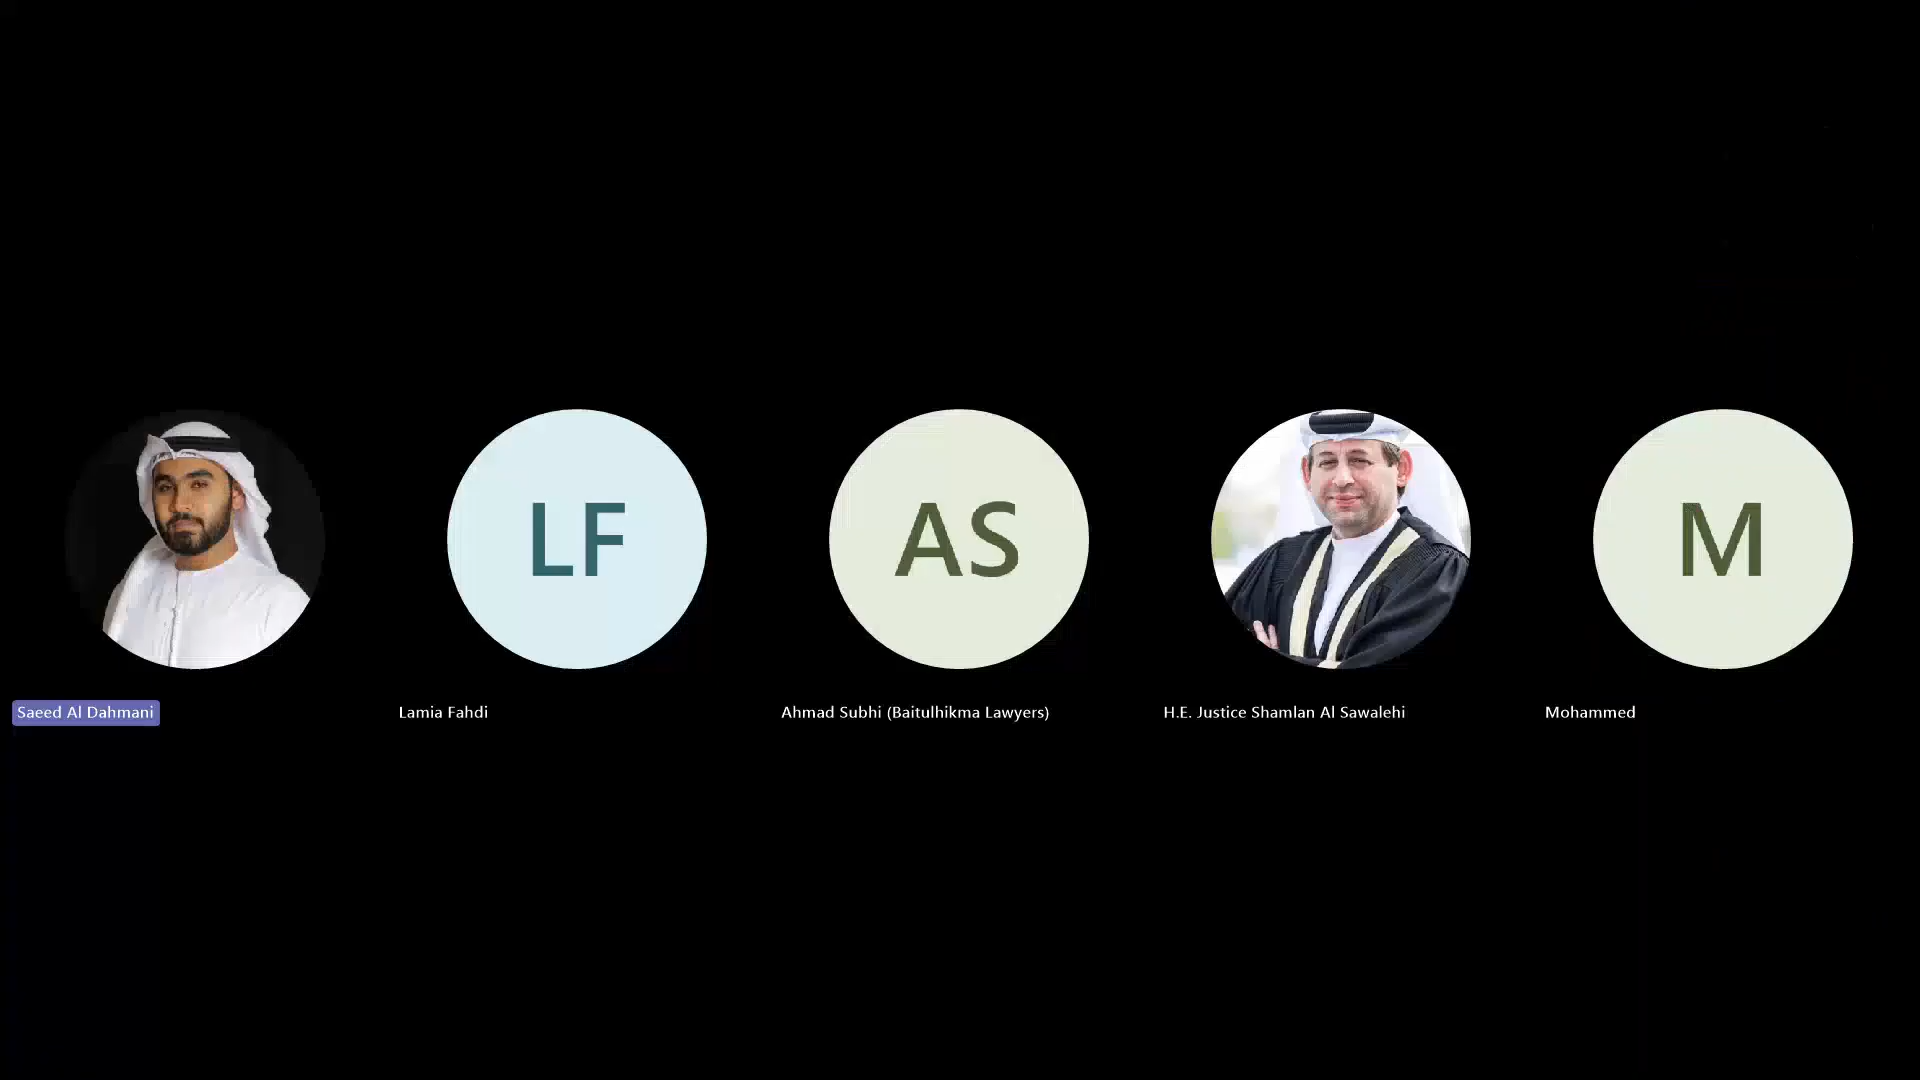 LF
AS
M
Saeed Al Dahmani
Lamia Fahdi
Ahmad Subhi (Baitulhikma Lawyers)
H.E. Justice Shamlan Al Sawalehi
Mohammed